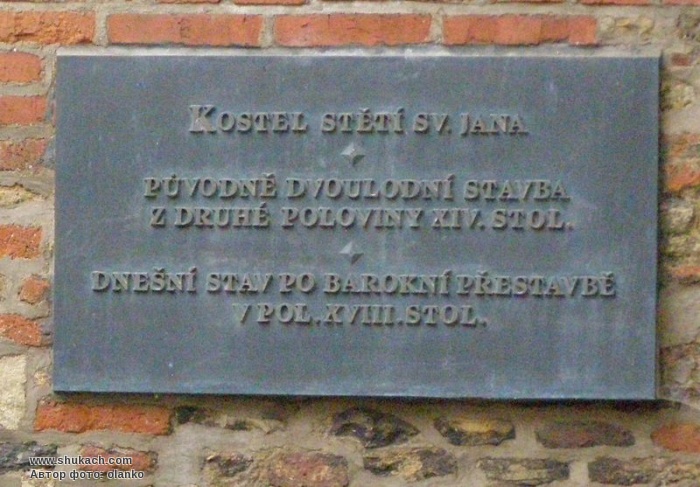 KOSTEL STĚTÍ SV. JANA
PŮVODNĚ DVOULODNÍ STAVBA
Z DRUHÉ POLOVINY XIV. STOL.
DNEŠNÍ STAV PO BAROKNÍ PŘESTAVBĚ
V POL. XVIII. STOL.
www.shukach.com
Автор фото: olanko